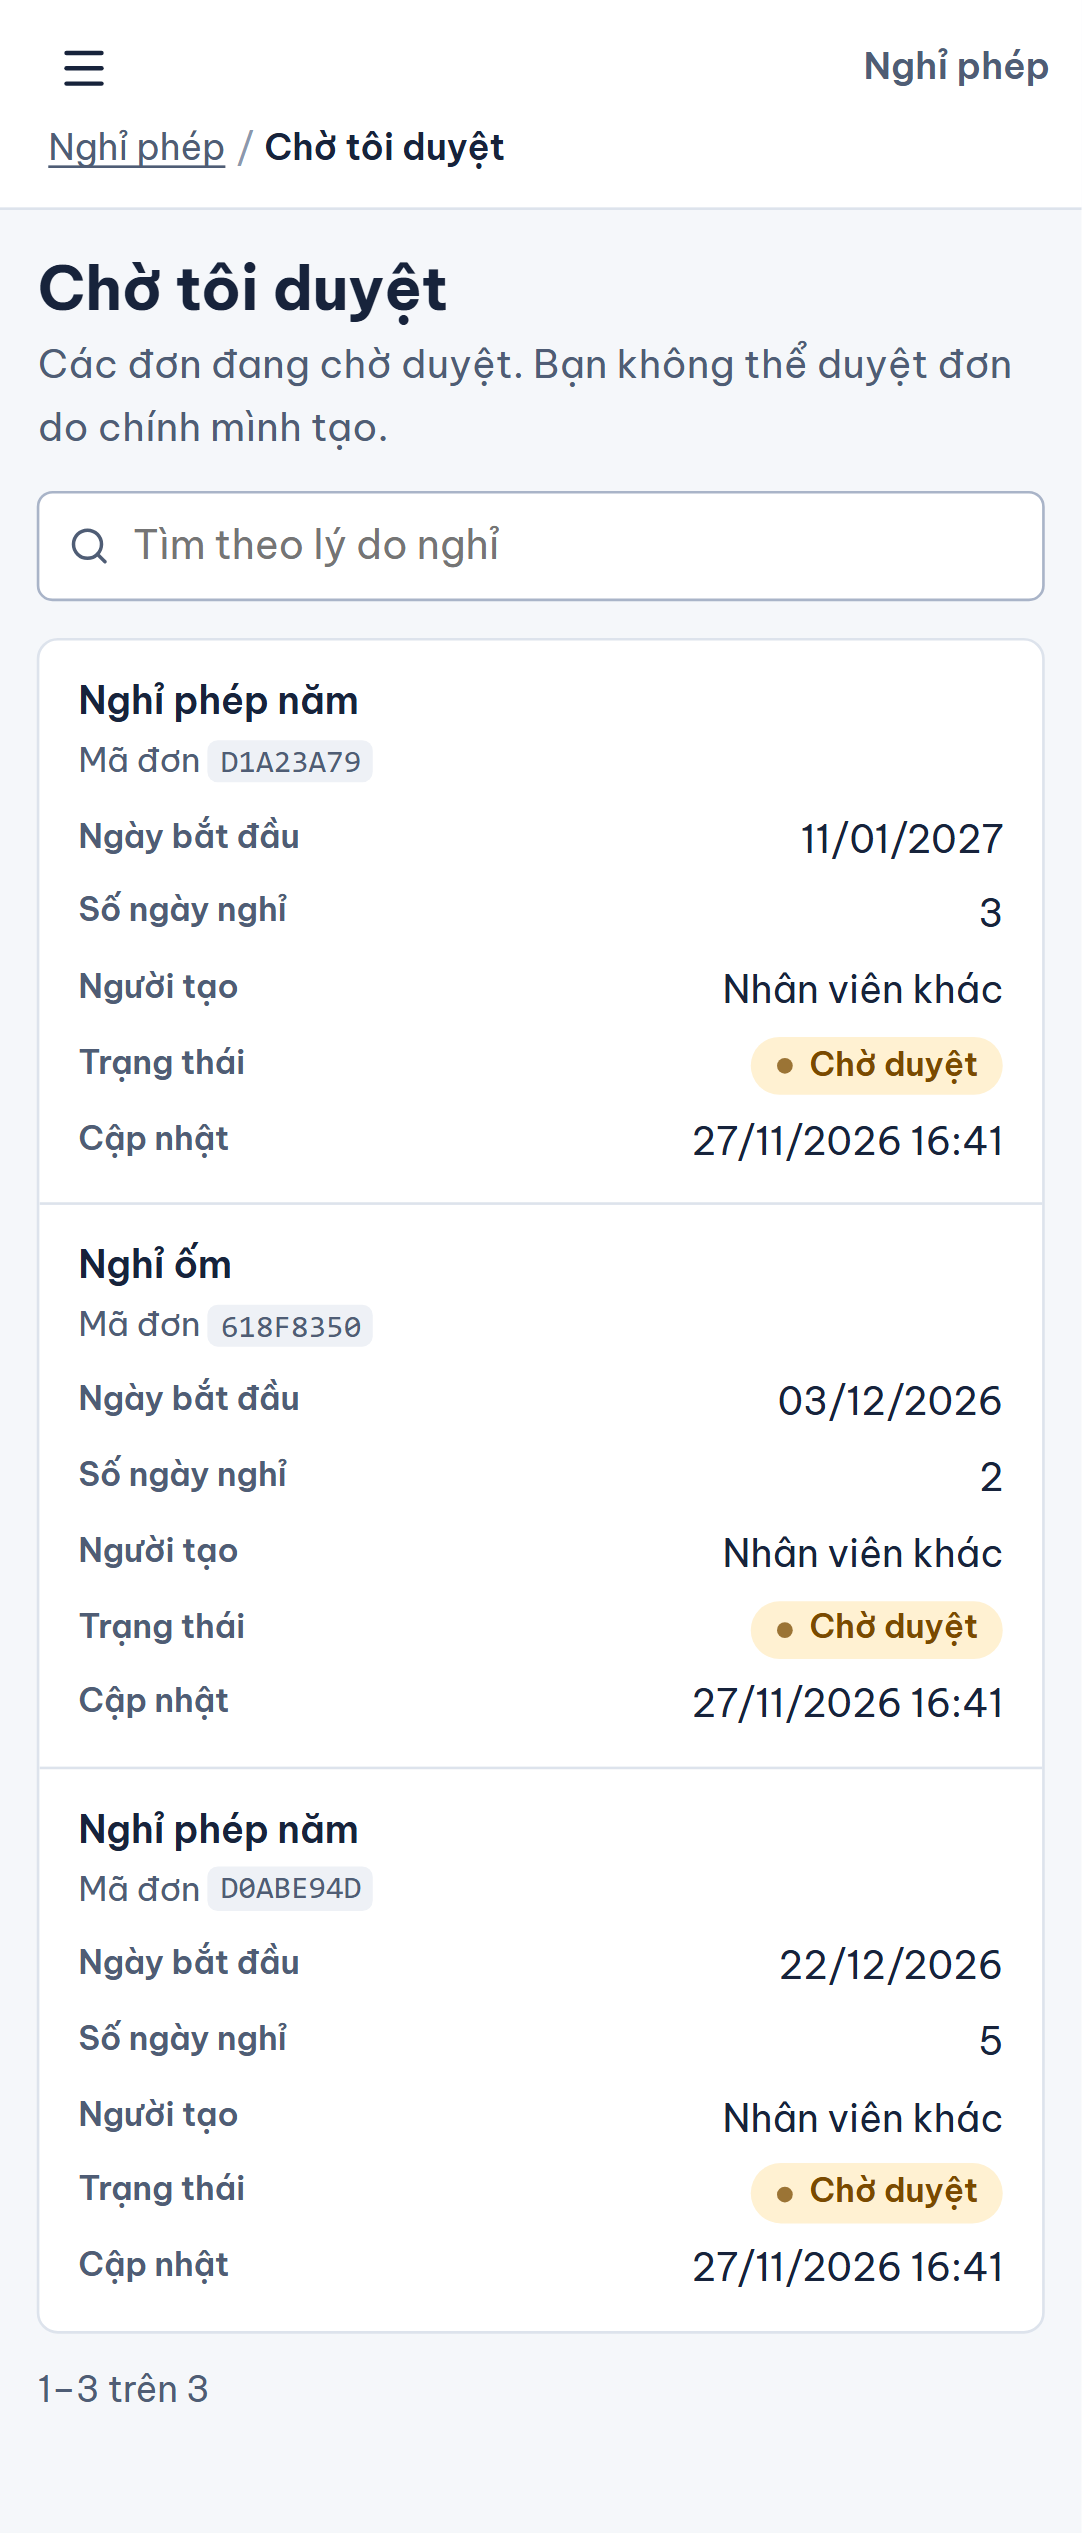 Nghỉ phép
Nghỉ phép / Chờ tôi duyệt
Chờ tôi duyệt
Các đơn đang chờ duyệt. Bạn không thể duyệt đơn
do chính mình tạo.
Tìm theo lý do nghỉ
Nghỉ phép năm
Mã đơn D1A23A79
Ngày bắt đầu 11/01/2027
Số ngày nghỉ 3
Người tạo Nhân viên khác
Trạng thái Chờ duyệt
Cập nhật 27/11/2026 16:41
Nghỉ ốm
Mã đơn 618F8350
Ngày bắt đầu 03/12/2026
Số ngày nghỉ 2
Người tạo Nhân viên khác
Trạng thái Chờ duyệt
Cập nhật 27/11/2026 16:41
Nghỉ phép năm
Mã đơn D0ABE94D
Ngày bắt đầu 22/12/2026
Số ngày nghỉ 5
Người tạo Nhân viên khác
Trạng thái Chờ duyệt
Cập nhật 27/11/2026 16:41
1–3 trên 3